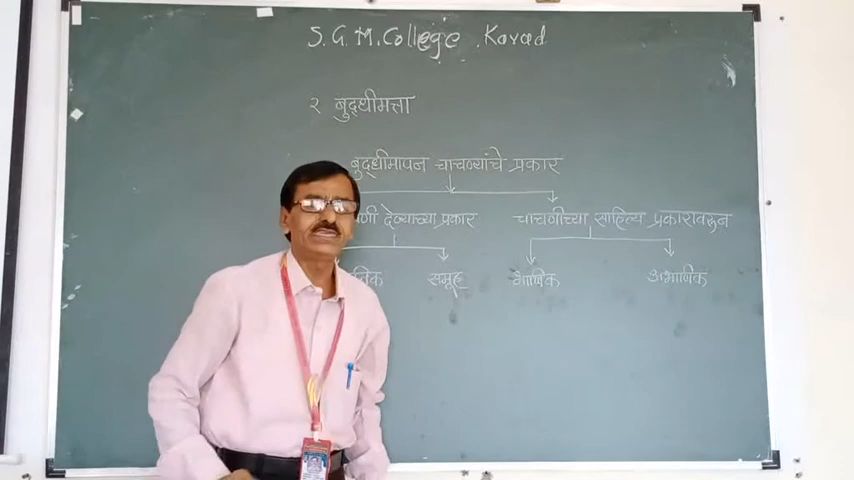 S. G. M. College, Karad
२ बुद्धीमत्ता
बुद्धीमापन चाचण्यांचे प्रकार
देण्याच्या प्रकार चाचणीच्या साहित्य प्रकारावरून
समूह भाषिक अभाषिक